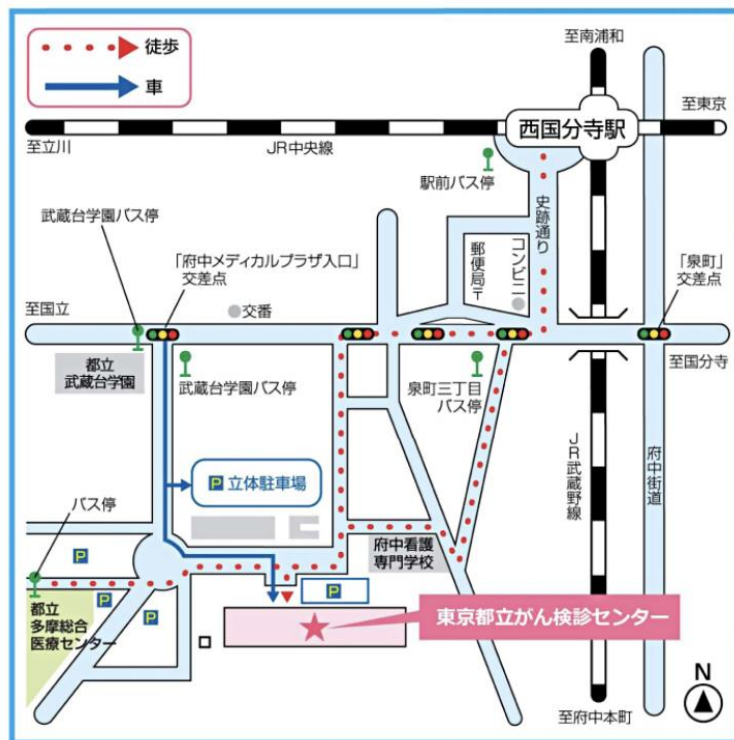 徒歩
車
至南浦和
至東京
西国分寺駅
至立川
JR中央線
駅前バス停
史跡通り
武蔵台学園バス停
「府中メディカルプラザ入口」
交差点
郵便局〒
コンビニ
「泉町」
交差点
至国立
交番
至国分寺
都立
武蔵台学園
武蔵台学園バス停
泉町三丁目
バス停
JR武蔵野線
府中街道
P 立体駐車場
バス停
P
府中看護
専門学校
P
P
P
都立
多摩総合
医療センター
東京都立がん検診センター
N
至府中本町